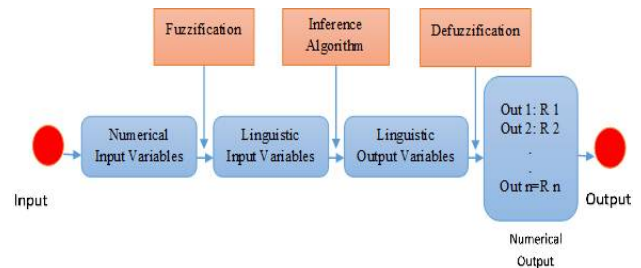 Fuzzification
Inference
Algorithm
Defuzzification
Input
Numerical
Input Variables
Linguistic
Input Variables
Linguistic
Output Variables
Out 1: R 1
Out 2: R 2
.
.
Out n=R n
Output
Numerical
Output